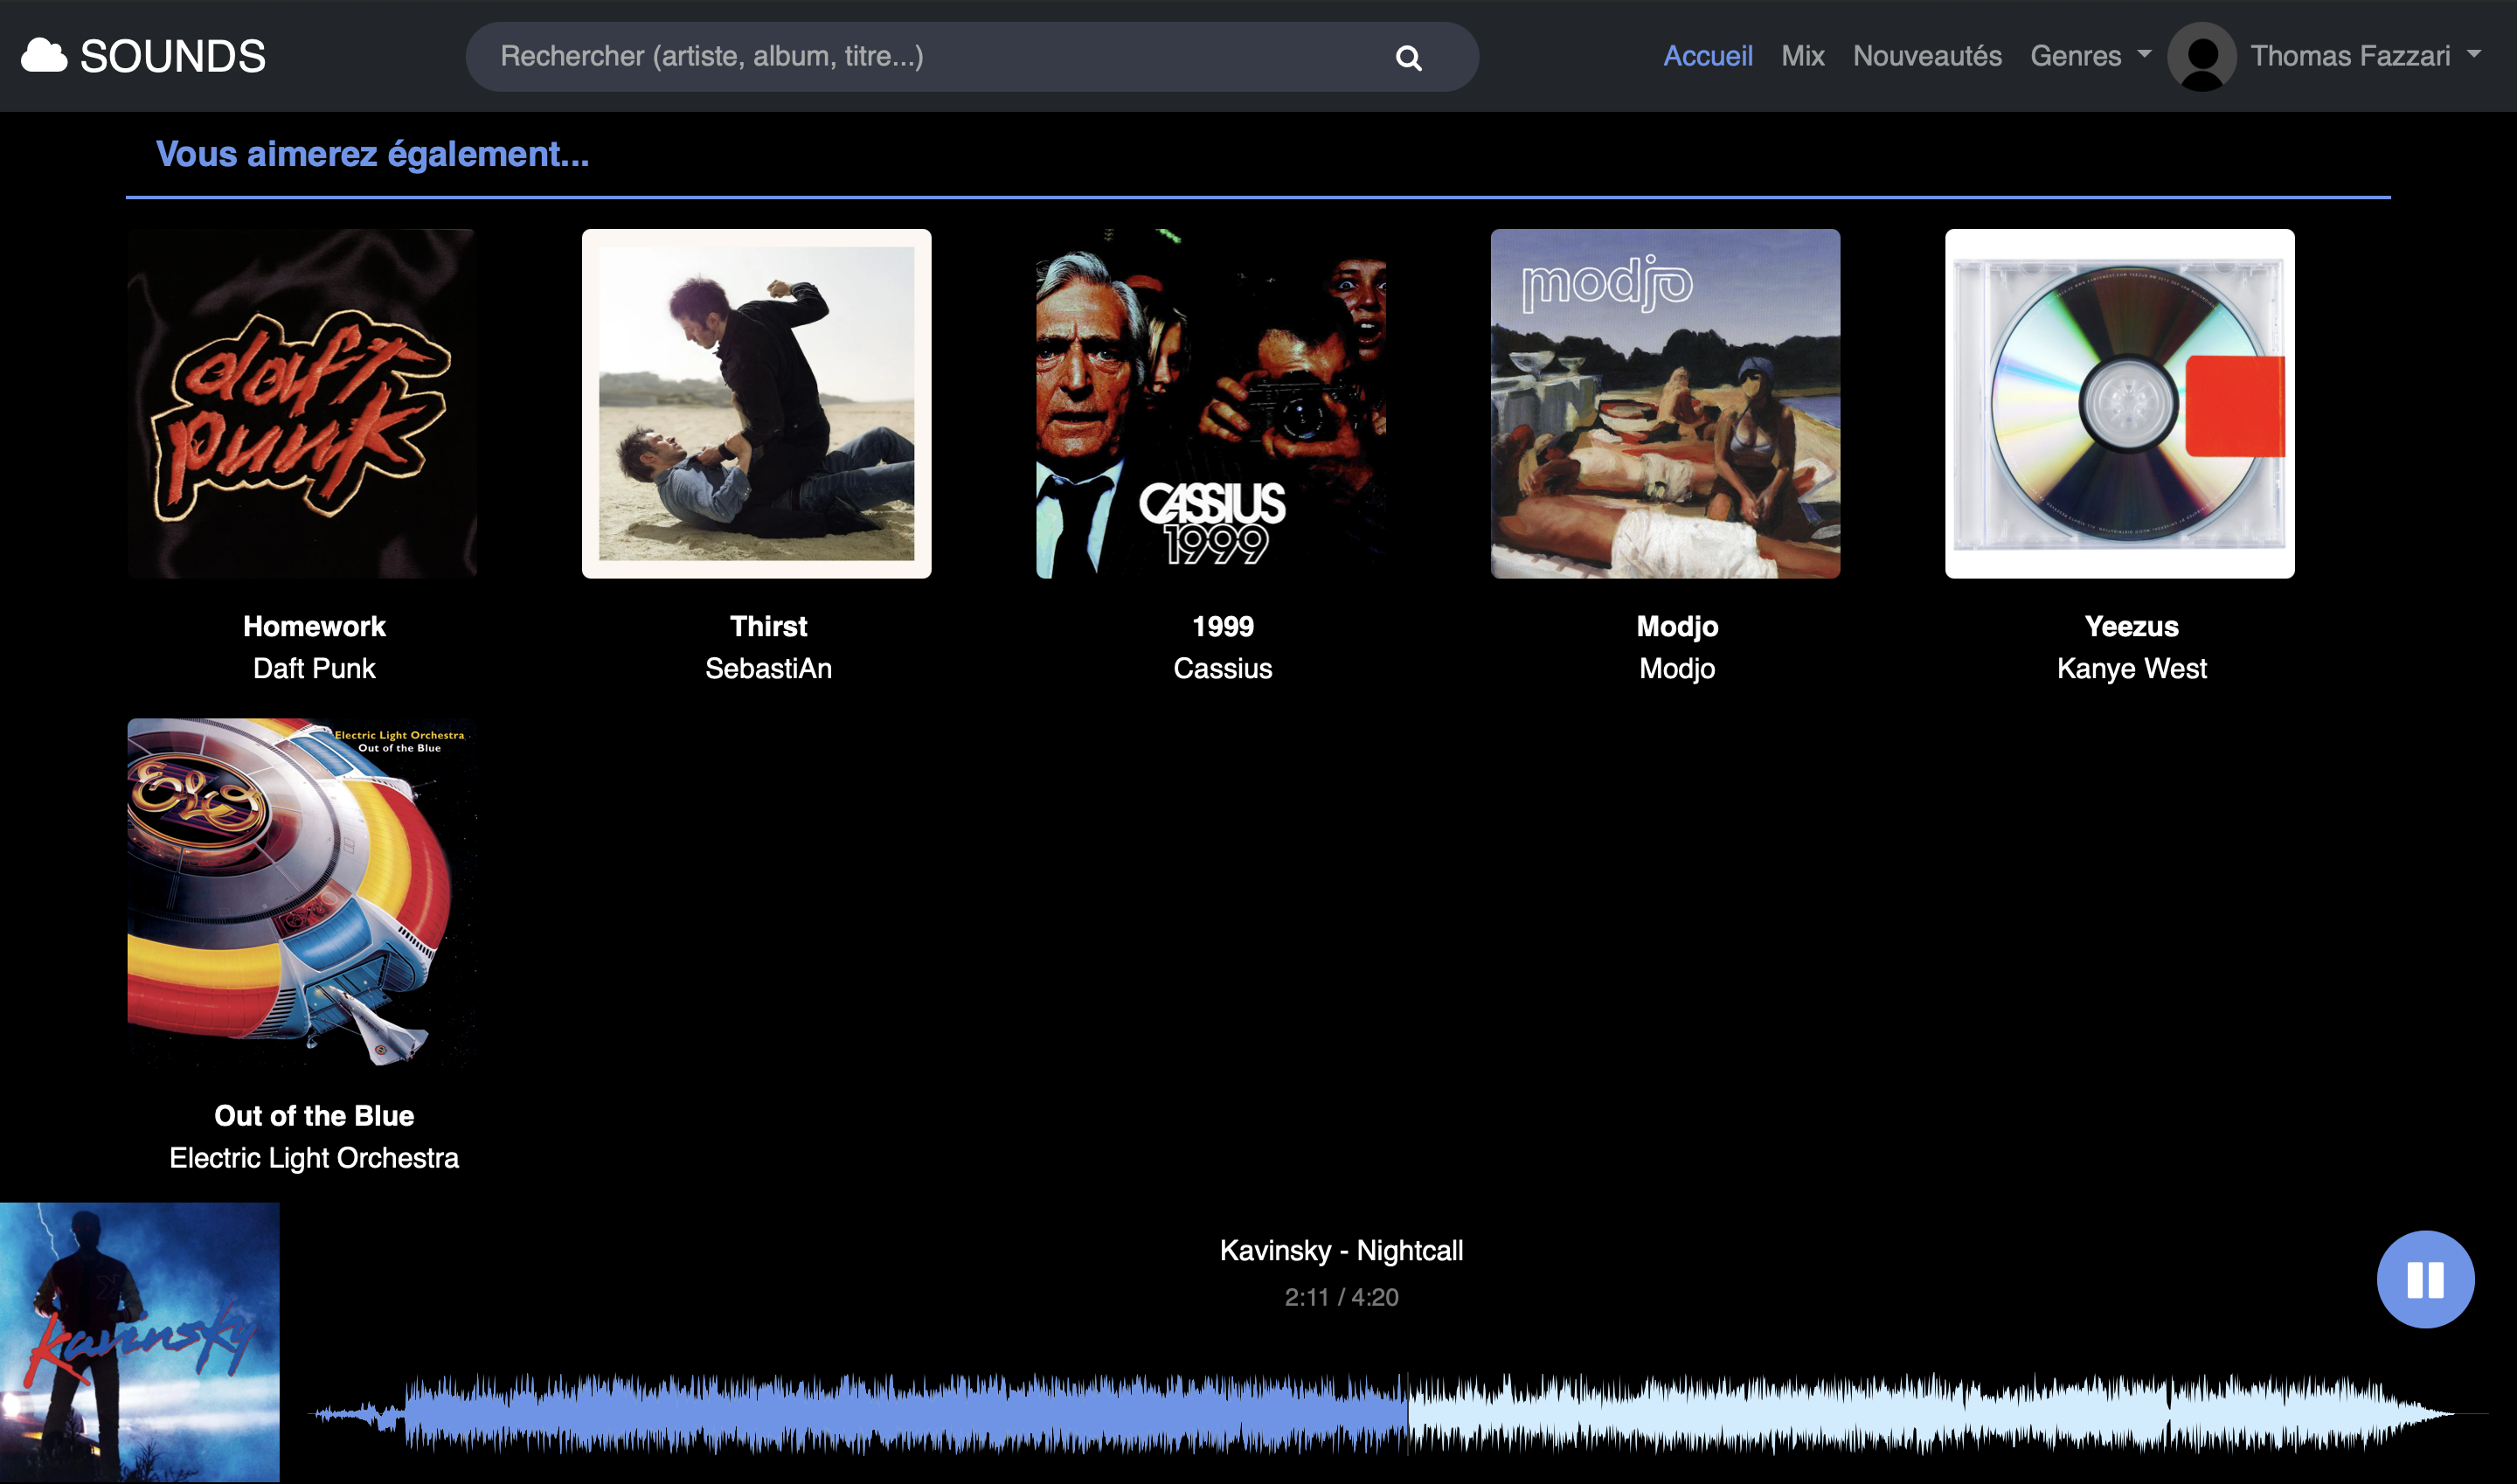 SOUNDS
Rechercher (artiste, album, titre...)
Accueil Mix Nouveautés Genres Thomas Fazzari
Vous aimerez également...
daft
punk
CASSIUS
1999
modjo
Homework
Daft Punk
Thirst
SebastiAn
1999
Cassius
Modjo
Modjo
Yeezus
Kanye West
Electric Light Orchestra
Out of the Blue
ELO
Out of the Blue
Electric Light Orchestra
Kavinsky
Kavinsky - Nightcall
2:11 / 4:20